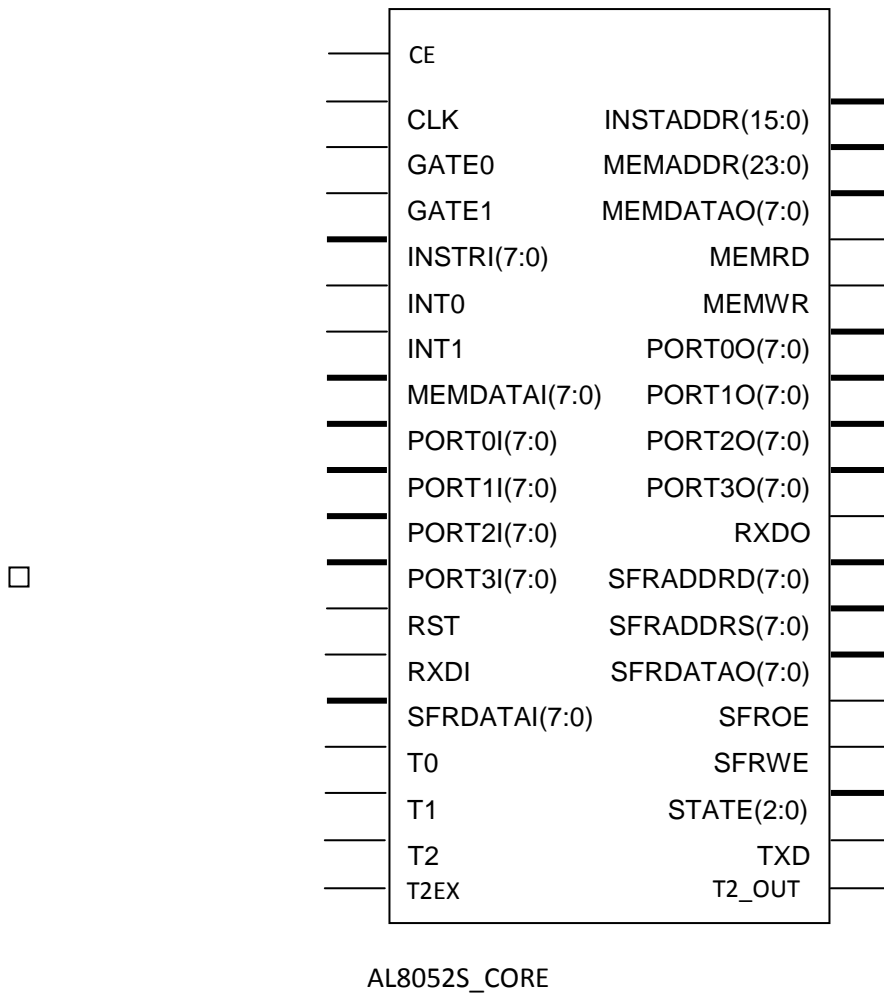 CE
CLK INSTADDR(15:0)
GATE0 MEMADDR(23:0)
GATE1 MEMDATAO(7:0)
INSTRI(7:0) MEMRD
INT0 MEMWR
INT1 PORT0O(7:0)
MEMDATAI(7:0) PORT1O(7:0)
PORT0I(7:0) PORT2O(7:0)
PORT1I(7:0) PORT3O(7:0)
PORT2I(7:0) RXDO
PORT3I(7:0) SFRADDRD(7:0)
RST SFRADDRS(7:0)
RXDI SFRDATAO(7:0)
SFRDATAI(7:0) SFROE
T0 SFRWE
T1 STATE(2:0)
T2 TXD
T2EX T2_OUT
AL8052S_CORE